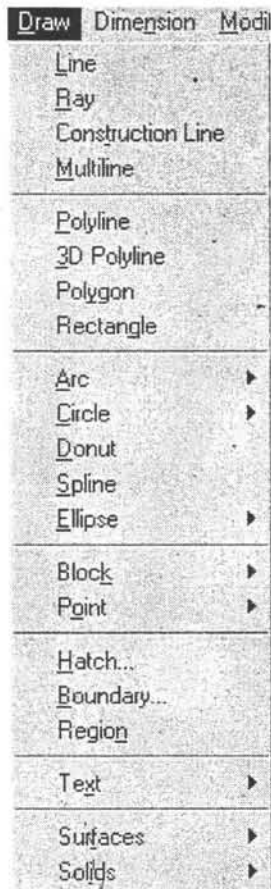 Draw Dimension Modi
Line
Ray
Construction Line
Multiline
Polyline
3D Polyline
Polygon
Rectangle
Arc
Circle
Donut
Spline
Ellipse
Block
Point
Hatch...
Boundary...
Region
Text
Surfaces
Solids